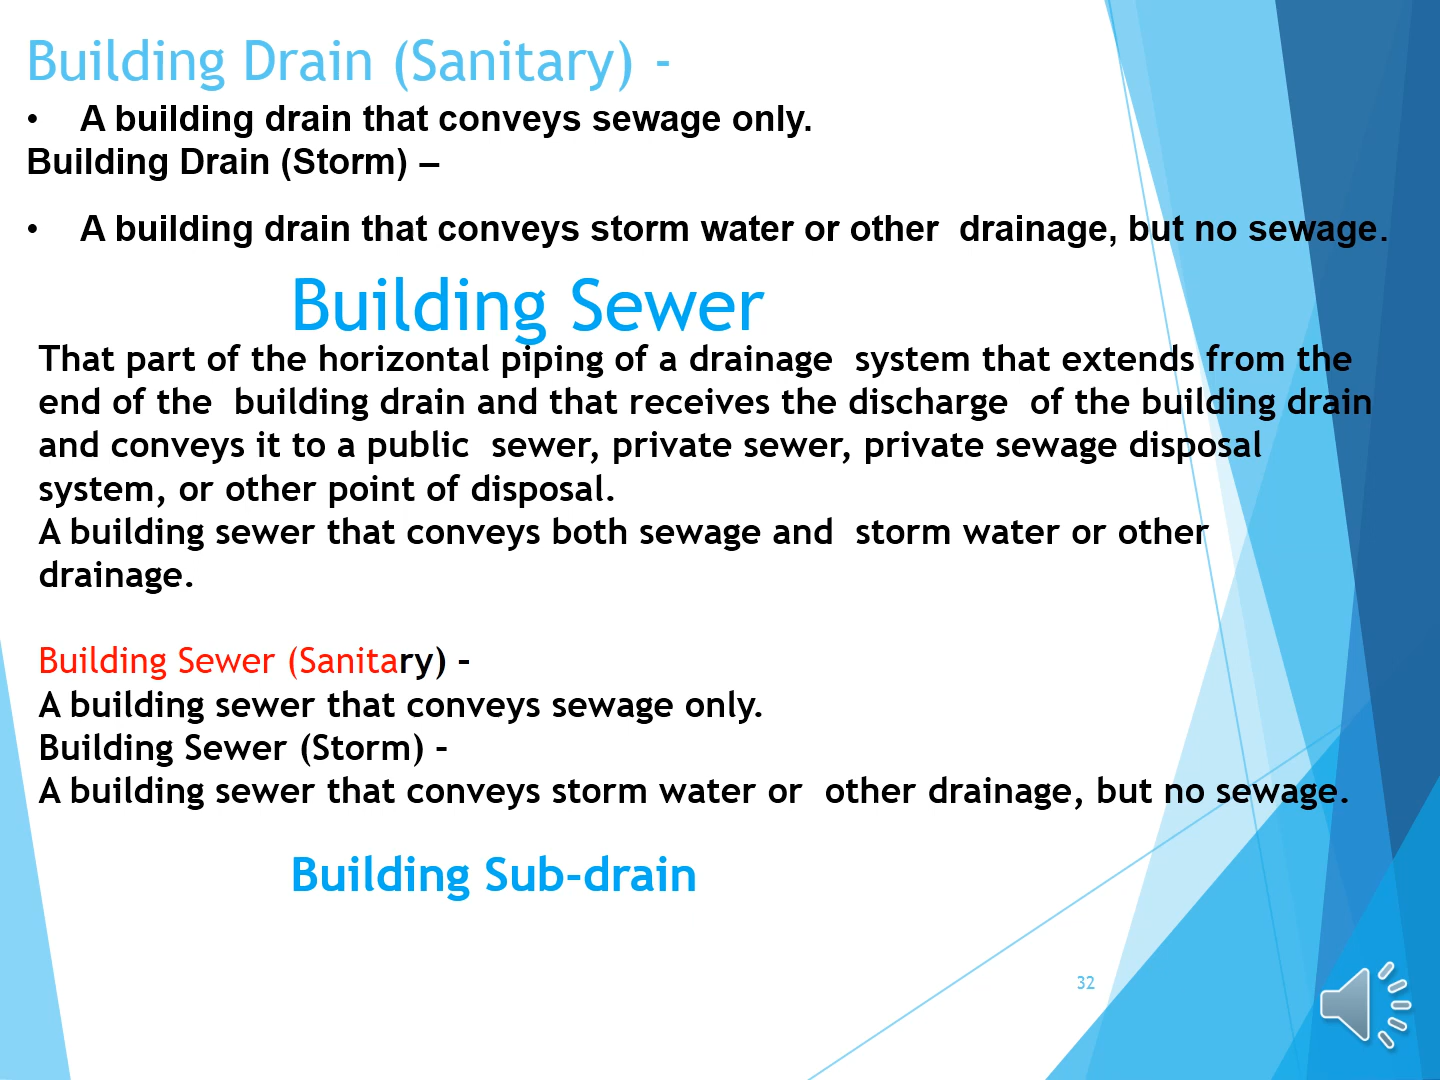 Building Drain (Sanitary) -
• A building drain that conveys sewage only.
Building Drain (Storm) –
• A building drain that conveys storm water or other drainage, but no sewage.
Building Sewer
That part of the horizontal piping of a drainage system that extends from the
end of the building drain and that receives the discharge of the building drain
and conveys it to a public sewer, private sewer, private sewage disposal
system, or other point of disposal.
A building sewer that conveys both sewage and storm water or other
drainage.
Building Sewer (Sanitary) –
A building sewer that conveys sewage only.
Building Sewer (Storm) –
A building sewer that conveys storm water or other drainage, but no sewage.
Building Sub-drain
32